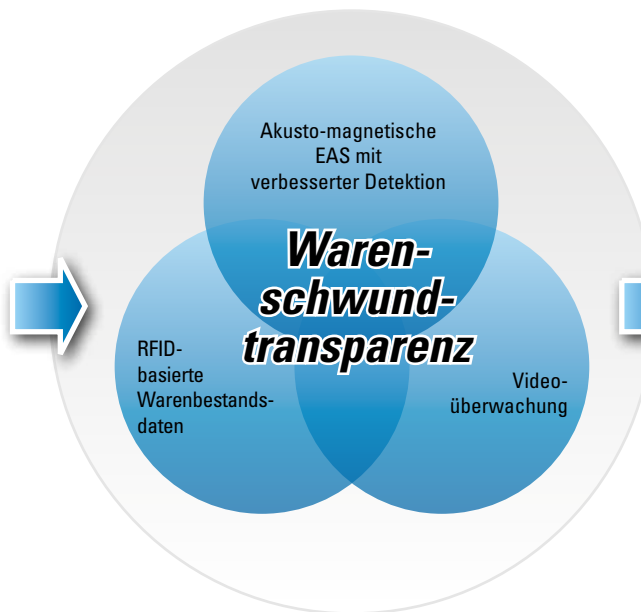 Akusto-magnetische
EAS mit
verbesserter Detektion
Waren-
schwund-
transparenz
RFID-
basierte
Warenbestands-
daten
Video-
überwachung